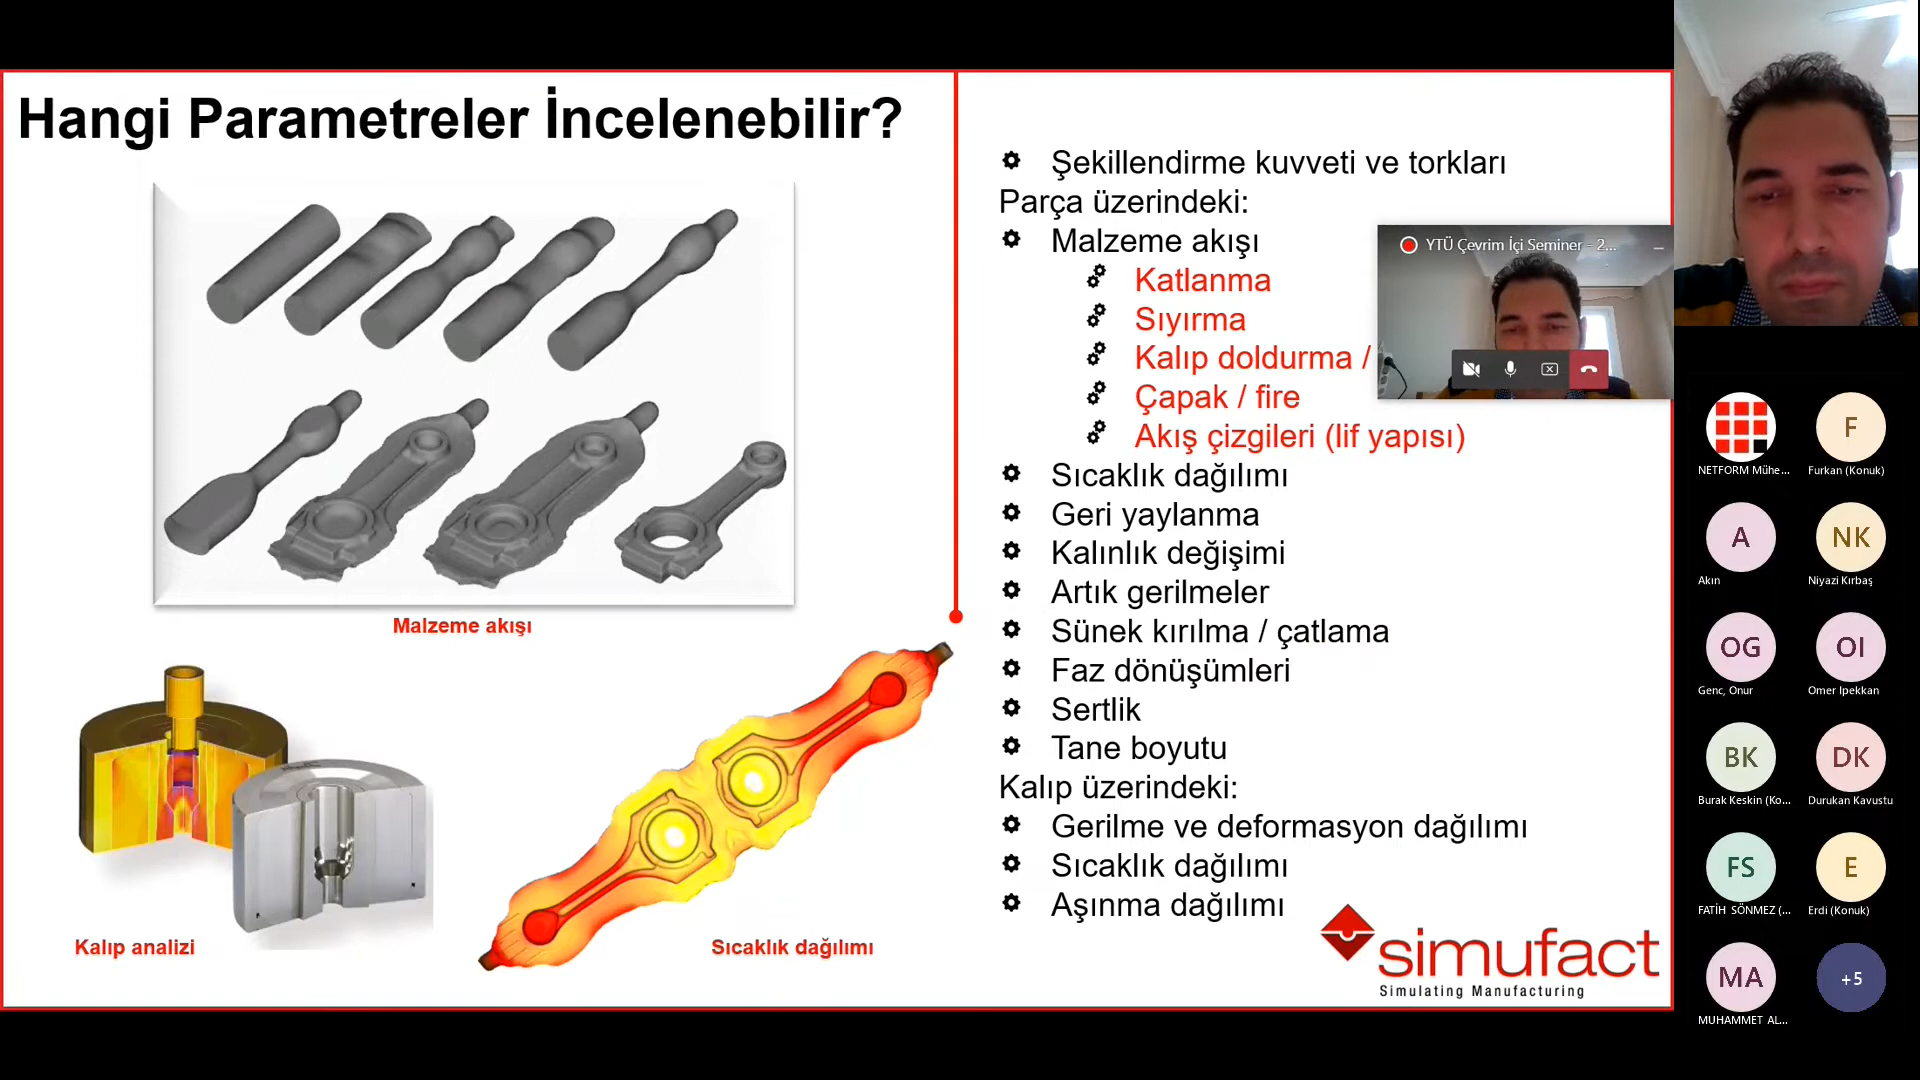 Hangi Parametreler İncelenebilir?
Malzeme akışı
Kalıp analizi
Sıcaklık dağılımı
Şekillendirme kuvveti ve torkları
Parça üzerindeki:
Malzeme akışı
Katlanma
Sıyırma
Kalıp doldurma /
Çapak / fire
Akış çizgileri (lif yapısı)
Sıcaklık dağılımı
Geri yaylanma
Kalınlık değişimi
Artık gerilmeler
Sünek kırılma / çatlama
Faz dönüşümleri
Sertlik
Tane boyutu
Kalıp üzerindeki:
Gerilme ve deformasyon dağılımı
Sıcaklık dağılımı
Aşınma dağılımı
simufact
Simulating Manufacturing
YTÜ Çevrim İçi Seminer - 2...
NETFORM Mühe...
F
Furkan (Konuk)
A
Akın
NK
Niyazi Kırbaş
OG
Genc, Onur
OI
Omer Ipekkan
BK
Burak Keskin (Ko...
DK
Durukan Kavustu
FS
FATİH SÖNMEZ (...
E
Erdi (Konuk)
MA
MUHAMMET AL...
+5